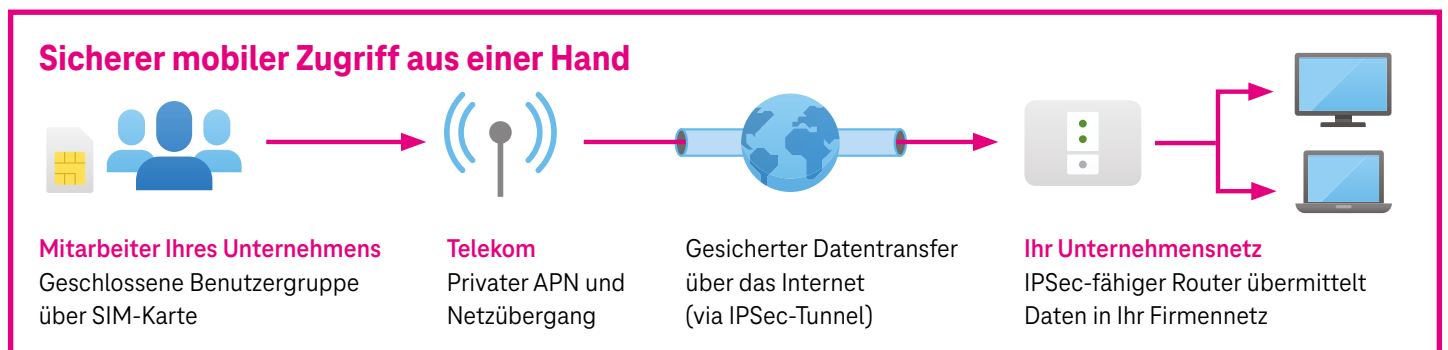 Sicherer mobiler Zugriff aus einer Hand
Mitarbeiter Ihres Unternehmens
Geschlossene Benutzergruppe
über SIM-Karte
Telekom
Privater APN und
Netzübergang
Gesicherter Datentransfer
über das Internet
(via IPSec-Tunnel)
Ihr Unternehmensnetz
IPSec-fähiger Router übermittelt
Daten in Ihr Firmennetz